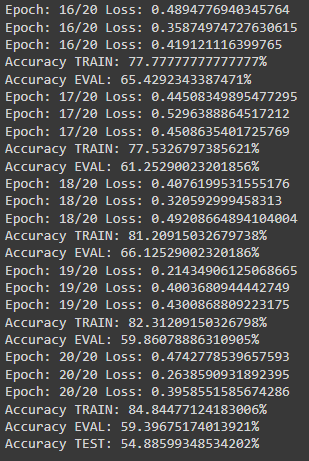 Epoch: 16/20 Loss: 0.4894776940345764
Epoch: 16/20 Loss: 0.35874974727630615
Epoch: 16/20 Loss: 0.419121116399765
Accuracy TRAIN: 77.77777777777777%
Accuracy EVAL: 65.4292343387471%
Epoch: 17/20 Loss: 0.44508349895477295
Epoch: 17/20 Loss: 0.5296388864517212
Epoch: 17/20 Loss: 0.4508635401725769
Accuracy TRAIN: 77.5326797385621%
Accuracy EVAL: 61.25290023201856%
Epoch: 18/20 Loss: 0.4076199531555176
Epoch: 18/20 Loss: 0.320592999458313
Epoch: 18/20 Loss: 0.49208664894104004
Accuracy TRAIN: 81.20915032679738%
Accuracy EVAL: 66.12529002320186%
Epoch: 19/20 Loss: 0.21434906125068665
Epoch: 19/20 Loss: 0.4003680944442749
Epoch: 19/20 Loss: 0.4300868809223175
Accuracy TRAIN: 82.31209150326798%
Accuracy EVAL: 59.86078886310905%
Epoch: 20/20 Loss: 0.4742778539657593
Epoch: 20/20 Loss: 0.2638590931892395
Epoch: 20/20 Loss: 0.3958551585674286
Accuracy TRAIN: 84.84477124183006%
Accuracy EVAL: 59.39675174013921%
Accuracy TEST: 54.88599348534202%